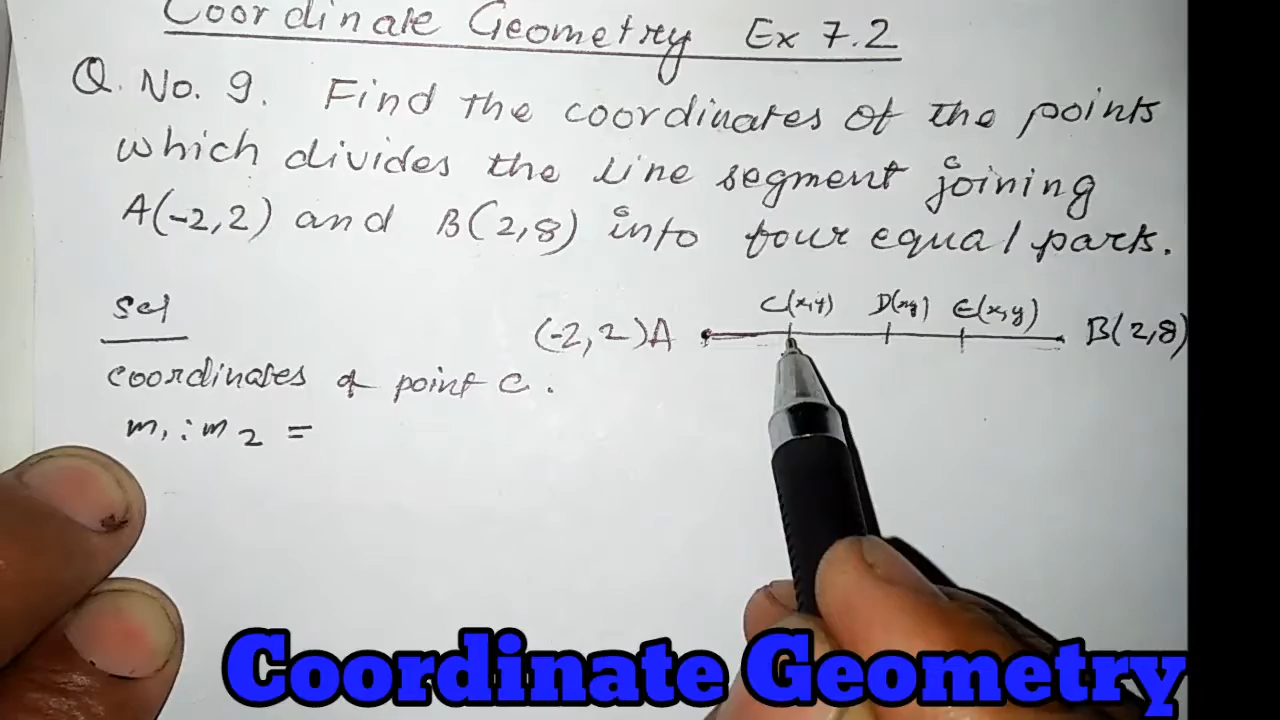 Coordinate Geometry Ex 7.2
Q. No. 9. Find the coordinates of the points
which divides the line segment joining
A(-2,2) and B(2,8) into four equal parts.
Sol
(-2,2)A C(x,y) D(x,y) E(x,y) B(2,8)
coordinates of point C.
m₁:m₂ =
Coordinate Geometry